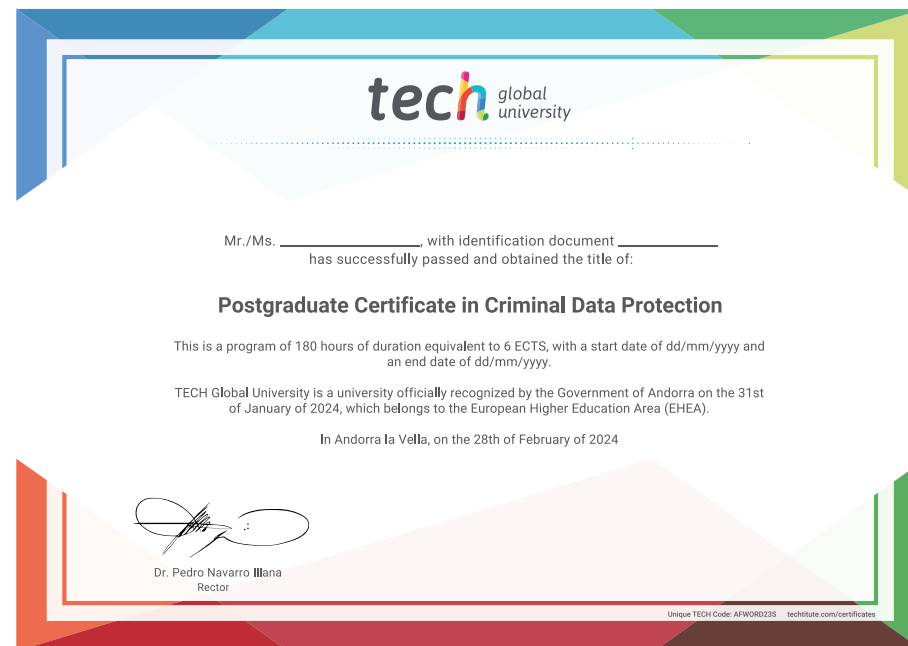 tech global university
Mr./Ms. ____________________, with identification document ______________
has successfully passed and obtained the title of:
Postgraduate Certificate in Criminal Data Protection
This is a program of 180 hours of duration equivalent to 6 ECTS, with a start date of dd/mm/yyyy and
an end date of dd/mm/yyyy.
TECH Global University is a university officially recognized by the Government of Andorra on the 31st
of January of 2024, which belongs to the European Higher Education Area (EHEA).
In Andorra la Vella, on the 28th of February of 2024
Dr. Pedro Navarro Illana
Rector
Unique TECH Code: AFWORD23S techtitute.com/certificates